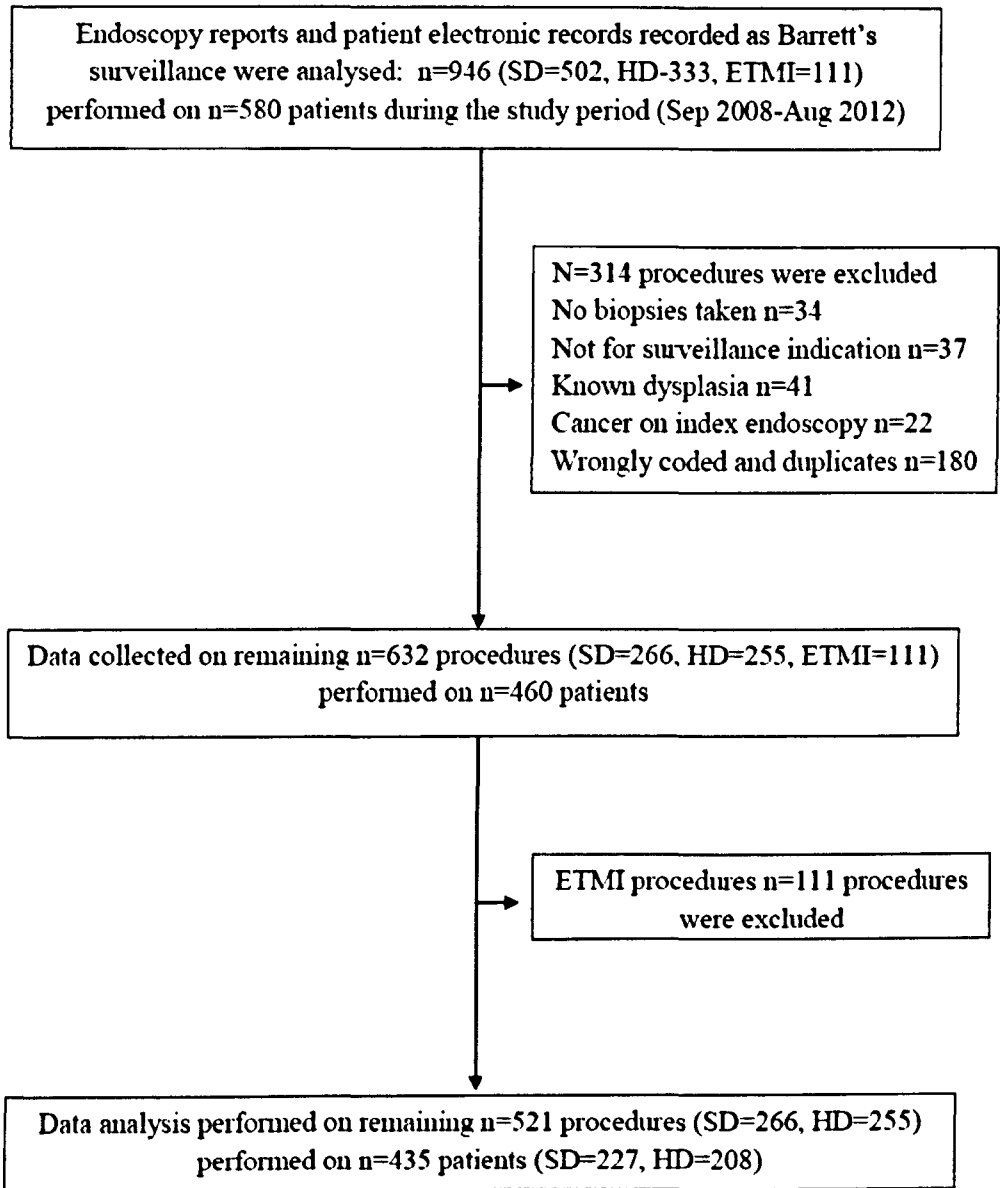 Endoscopy reports and patient electronic records recorded as Barrett's
surveillance were analysed: n=946 (SD=502, HD-333, ETMI=111)
performed on n=580 patients during the study period (Sep 2008-Aug 2012)
N=314 procedures were excluded
No biopsies taken n=34
Not for surveillance indication n=37
Known dysplasia n=41
Cancer on index endoscopy n=22
Wrongly coded and duplicates n=180
Data collected on remaining n=632 procedures (SD=266, HD=255, ETMI=111)
performed on n=460 patients
ETMI procedures n=111 procedures
were excluded
Data analysis performed on remaining n=521 procedures (SD=266, HD=255)
performed on n=435 patients (SD=227, HD=208)